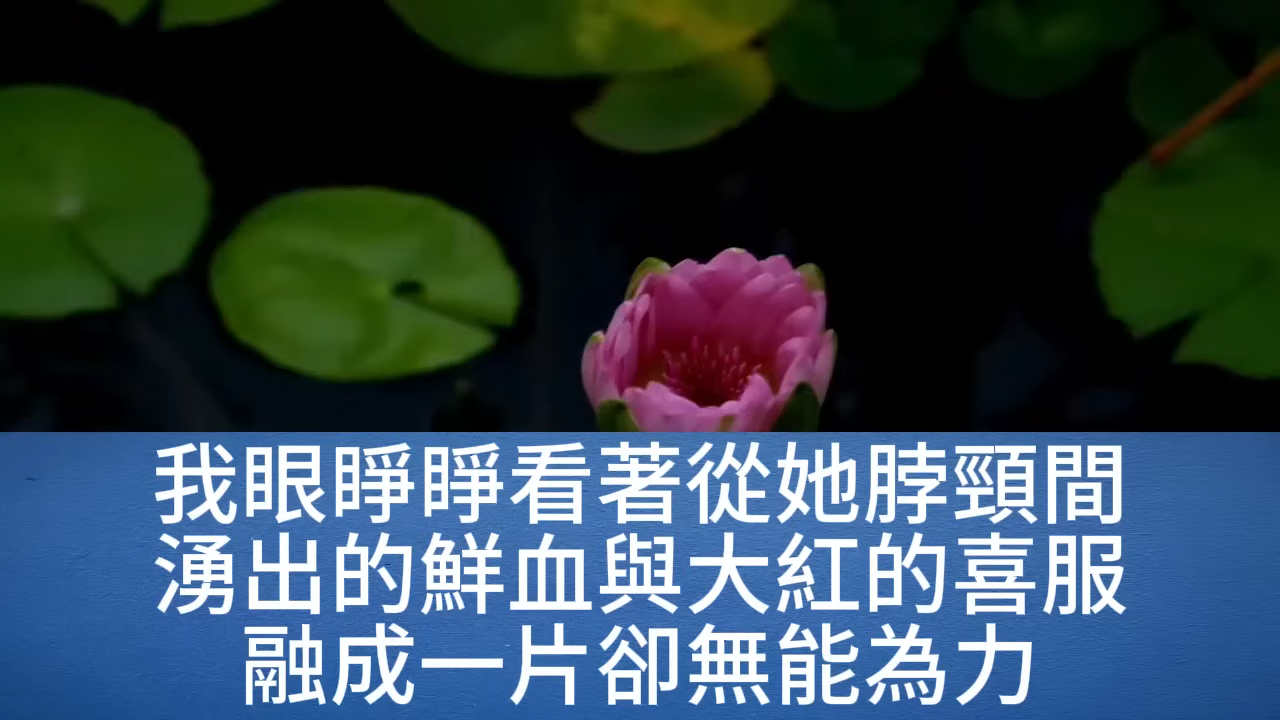 我眼睜睜看著從她脖頸間
湧出的鮮血與大紅的喜服
融成一片卻無能為力